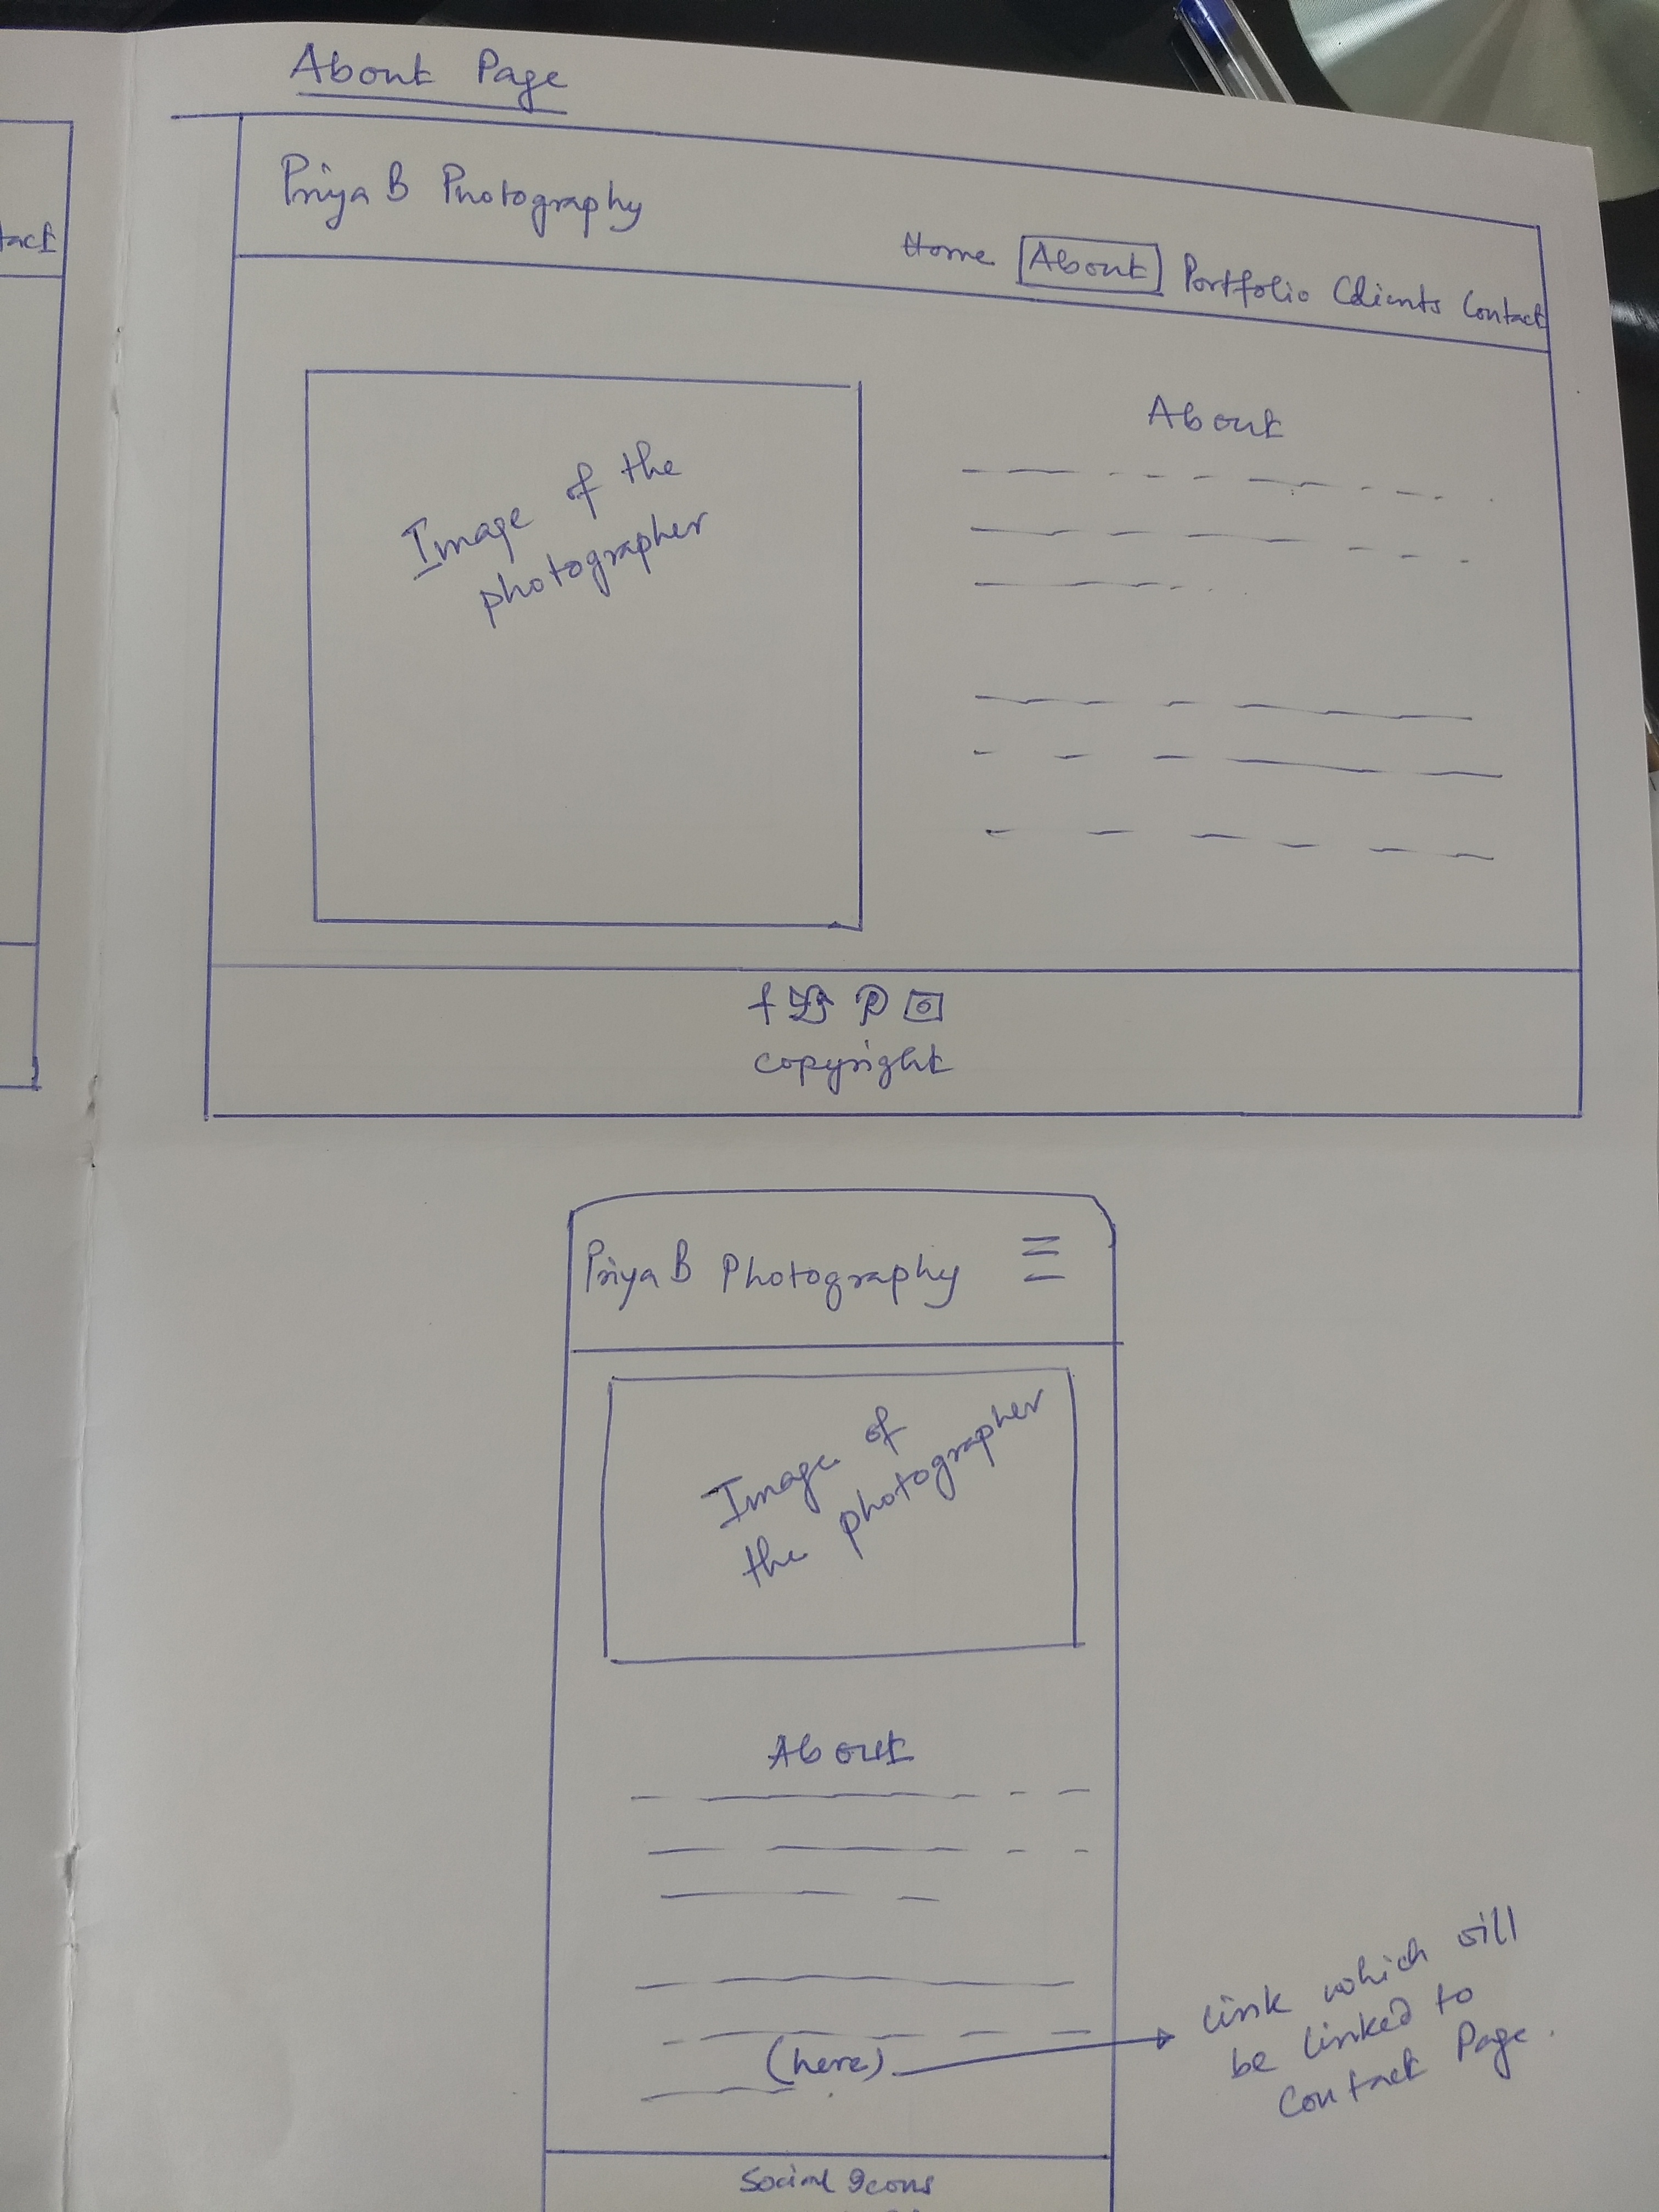 About Page
tact
Priya B Photography
Home About Portfolio Clients Contact
Image of the
photographer
About
f
copyright
Priya B Photography
Image of
the photographer
About
(here)
Link which will
be linked to
Contact Page.
Social Icons